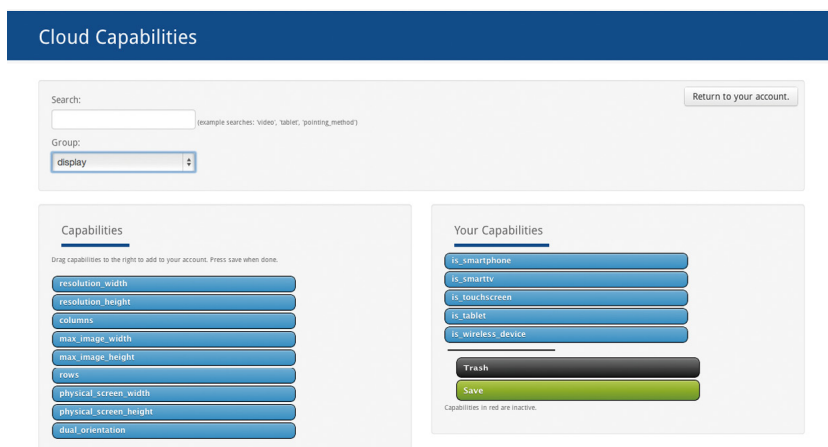 Cloud Capabilities
Search:
Return to your account.
(example searches: 'video', 'tablet', 'pointing_method')
Group:
display
Capabilities
Drag capabilities to the right to add to your account. Press save when done.
resolution_width
resolution_height
columns
max_image_width
max_image_height
rows
physical_screen_width
physical_screen_height
dual_orientation
Your Capabilities
is_smartphone
is_smarttv
is_touchscreen
is_tablet
is_wireless_device
Trash
Save
Capabilities in red are inactive.